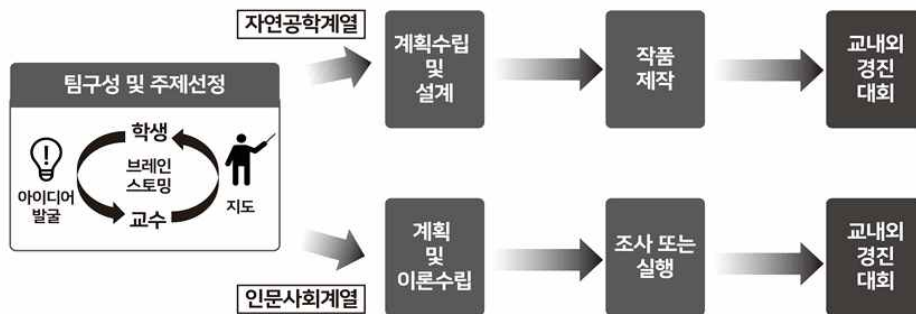 자연공학계열
팀구성 및 주제선정
학생
브레인
스토밍
교수
아이디어
발굴
지도
계획수립
및
설계
작품
제작
교내외
경진
대회
인문사회계열
계획
및
이론수립
조사 또는
실행
교내외
경진
대회